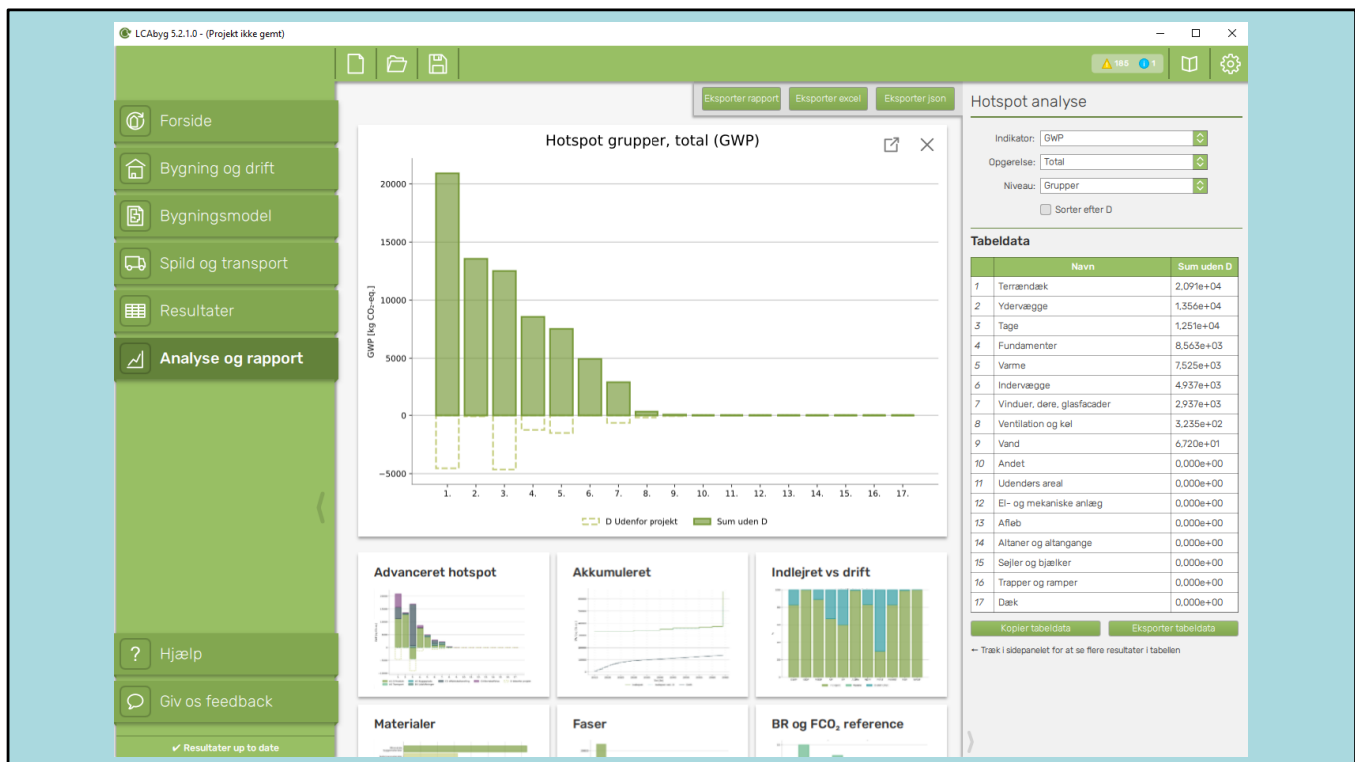 LCAbyg 5.2.1.0 - (Projekt ikke gemt)
185 1
Forside
Bygning og drift
Bygningsmodel
Spild og transport
Resultater
Analyse og rapport
Hjælp
Giv os feedback
✔ Resultater up to date
Eksporter rapport Eksporter excel Eksporter json
Hotspot grupper, total (GWP)
GWP [kg CO₂-eq.]
20000
15000
10000
5000
0
−5000
1. 2. 3. 4. 5. 6. 7. 8. 9. 10. 11. 12. 13. 14. 15. 16. 17.
D Udenfor projekt Sum uden D
Advanceret hotspot Akkumuleret Indlejret vs drift
Materialer Faser BR og FCO₂ reference
Hotspot analyse
Indikator: GWP
Opgørelse: Total
Niveau: Grupper
Sorter efter D
Tabeldata
Navn Sum uden D
1 Terrændæk 2,091e+04
2 Ydervægge 1,356e+04
3 Tage 1,251e+04
4 Fundamenter 8,563e+03
5 Varme 7,525e+03
6 Indervægge 4,937e+03
7 Vinduer, døre, glasfacader 2,937e+03
8 Ventilation og køl 3,235e+02
9 Vand 6,720e+01
10 Andet 0,000e+00
11 Udendørs areal 0,000e+00
12 El- og mekaniske anlæg 0,000e+00
13 Afløb 0,000e+00
14 Altaner og altangange 0,000e+00
15 Søjler og bjælker 0,000e+00
16 Trapper og ramper 0,000e+00
17 Dæk 0,000e+00
Kopier tabeldata Eksporter tabeldata
← Træk i sidepanelet for at se flere resultater i tabellen